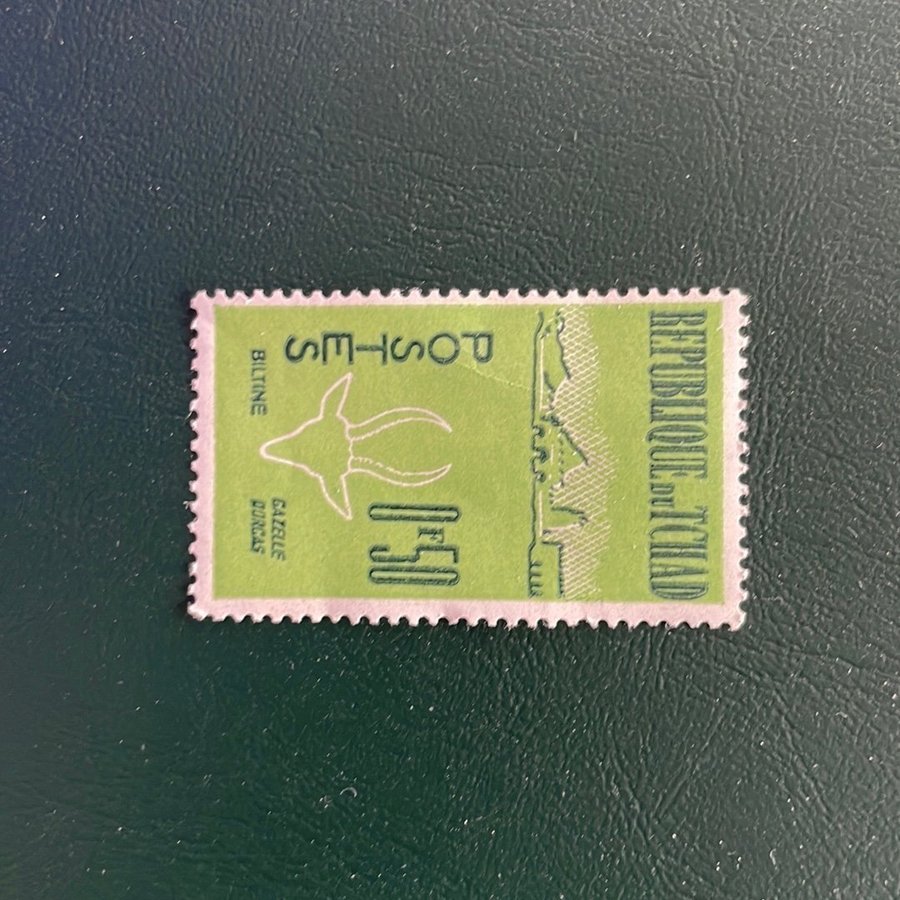 REPUBLIQUE DU TCHAD
POSTES
0F50
BILTINE
GAZELLE
DORCAS